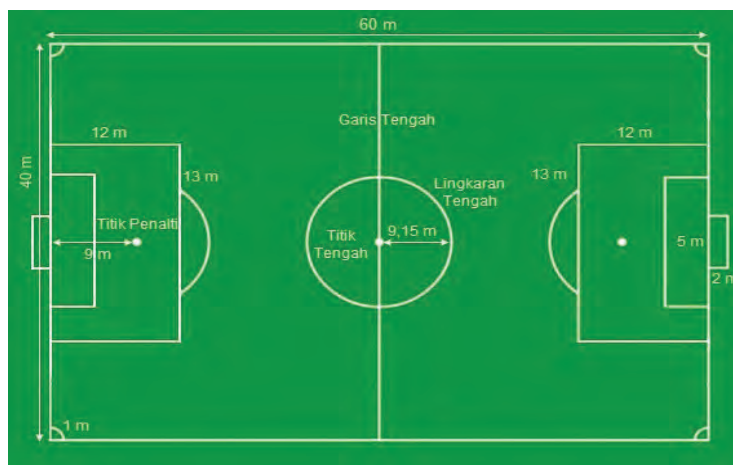 60 m
Garis Tengah
12 m
12 m
40 m
13 m
13 m
Lingkaran
Tengah
Titik Penalti
9 m
Titik
Tengah
9,15 m
5 m
2 m
1 m